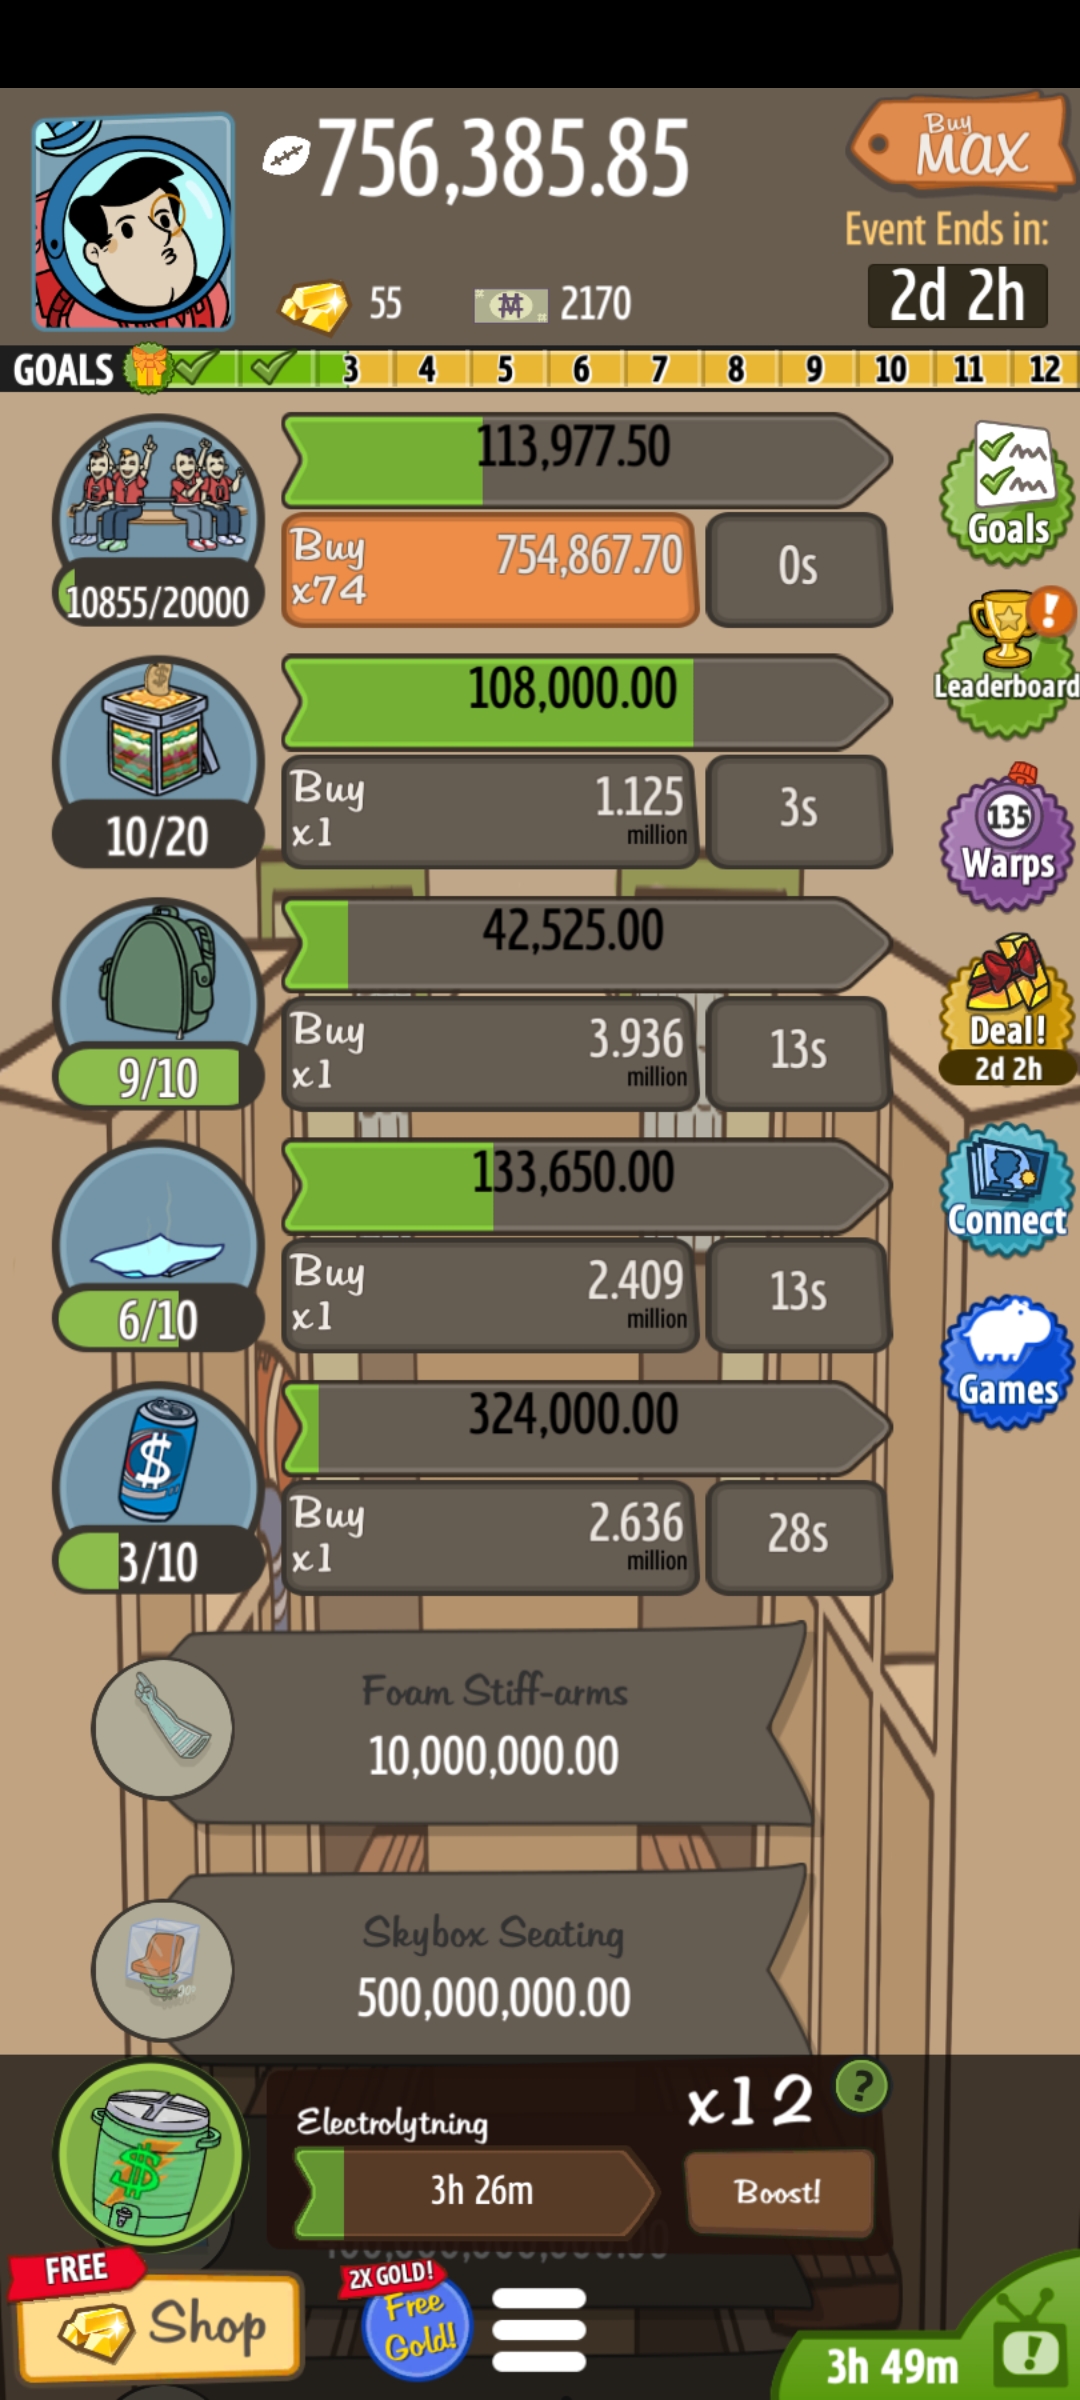 756,385.85
Buy
MAX
Event Ends in:
2d 2h
55
2170
GOALS 3 4 5 6 7 8 9 10 11 12
113,977.50
Buy
x74
754,867.70
0s
10855/20000
Goals
Leaderboard
108,000.00
Buy
x1
1.125
million
3s
10/20
135
Warps
42,525.00
Buy
x1
3.936
million
13s
9/10
Deal!
2d 2h
133,650.00
Buy
x1
2.409
million
13s
6/10
Connect
324,000.00
Buy
x1
2.636
million
28s
3/10
Games
Foam Stiff-arms
10,000,000.00
Skybox Seating
500,000,000.00
Electrolytning
3h 26m
x12
?
Boost!
FREE
Shop
2X GOLD!
Free
Gold!
3h 49m